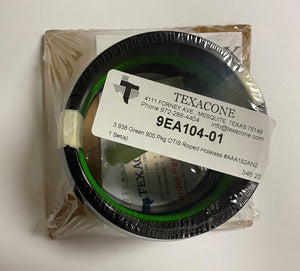 TEXACONE
4111 FORNEY AVE., MESQUITE, TEXAS 75149
Phone 972-288-4404 info@texacone.com
9EA104-01
3.938 Green 900 Pkg OTIS Roped Holeless #AAA182AN2
1 Set(s)
346 20
TEXACONE